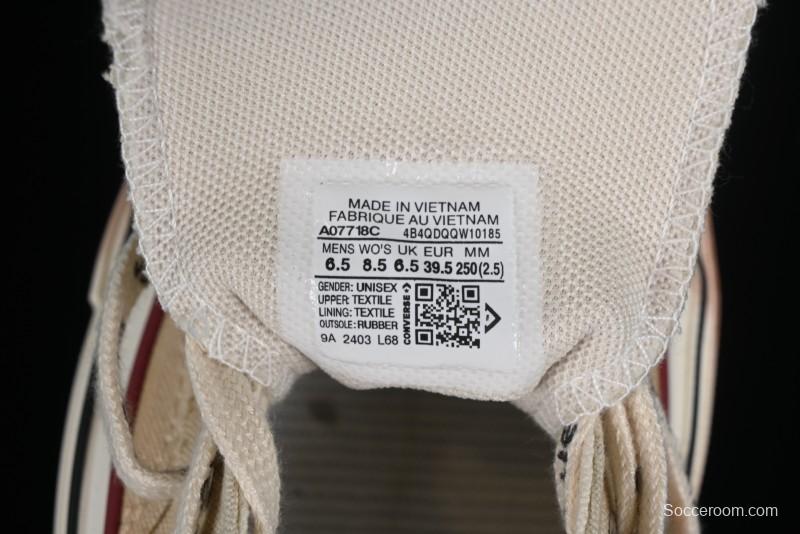 MADE IN VIETNAM
FABRIQUE AU VIETNAM
A07718C 4B4QDQQW10185
MENS WO'S UK EUR MM
6.5 8.5 6.5 39.5 250(2.5)
GENDER: UNISEX
UPPER: TEXTILE
LINING: TEXTILE
OUTSOLE: RUBBER
9A 2403 L68
CONVERSE
Socceroom.com